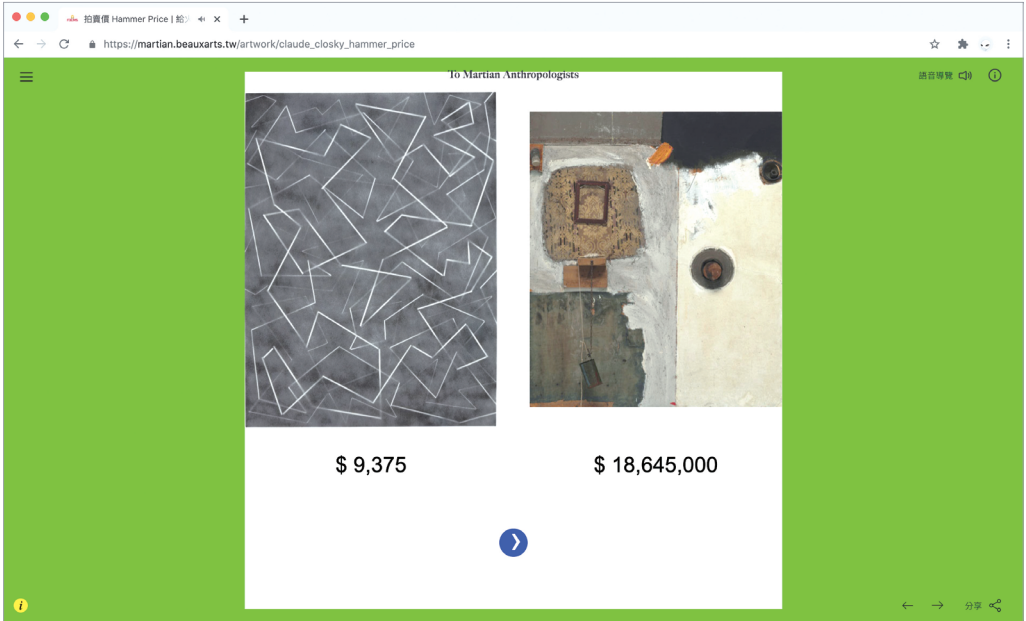 拍賣價 Hammer Price | 給
https://martian.beauxarts.tw/artwork/claude_closky_hammer_price
To Martian Anthropologists
語音導覽
$ 9,375
$ 18,645,000
分享